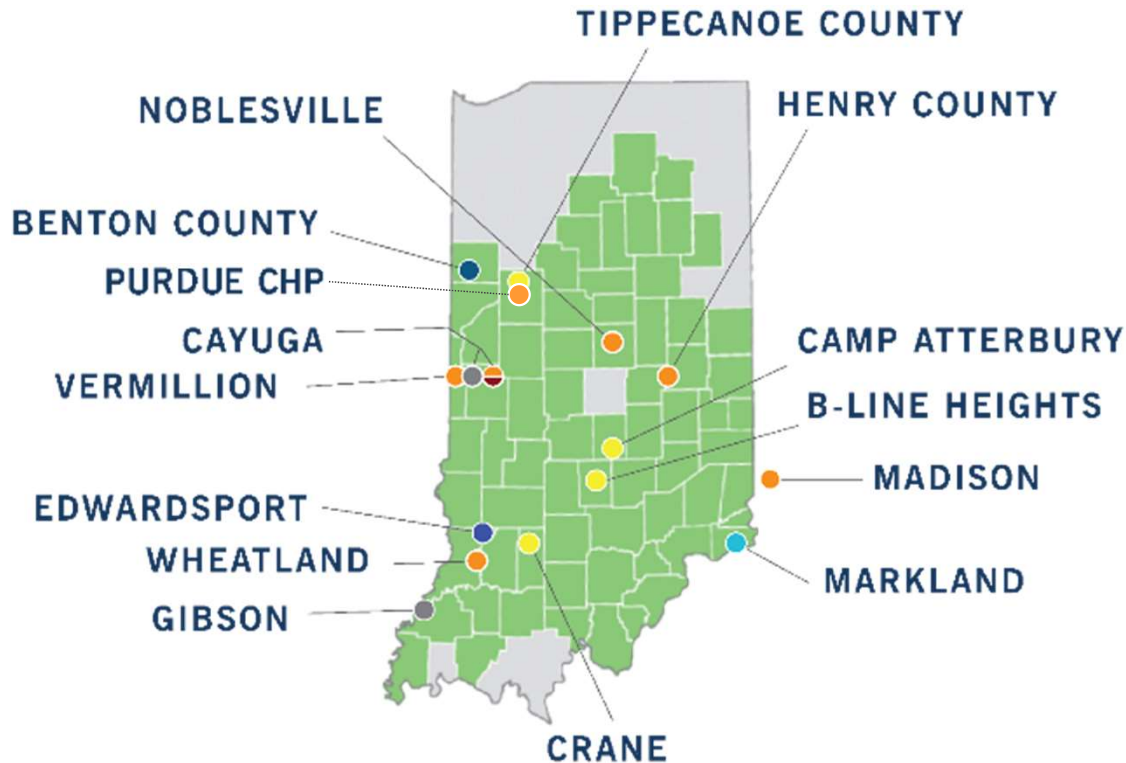 TIPPECANOE COUNTY
NOBLESVILLE
HENRY COUNTY
BENTON COUNTY
PURDUE CHP
CAYUGA
CAMP ATTERBURY
VERMILLION
B-LINE HEIGHTS
MADISON
EDWARDSPORT
WHEATLAND
MARKLAND
GIBSON
CRANE